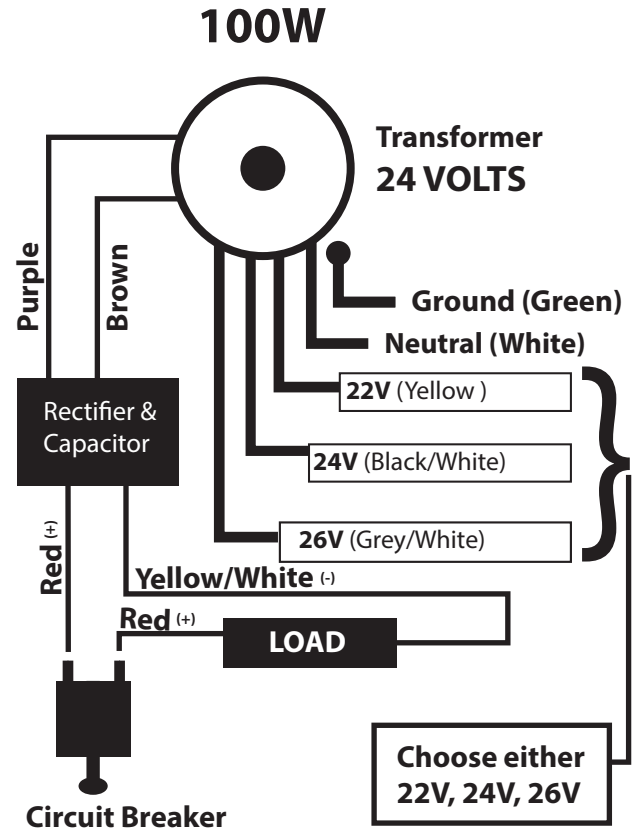 100W
Transformer
24 VOLTS
Purple
Brown
Ground (Green)
Neutral (White)
22V (Yellow )
Rectifier &
Capacitor
24V (Black/White)
26V (Grey/White)
Red (+)
Yellow/White (-)
Red (+)
LOAD
Choose either
22V, 24V, 26V
Circuit Breaker